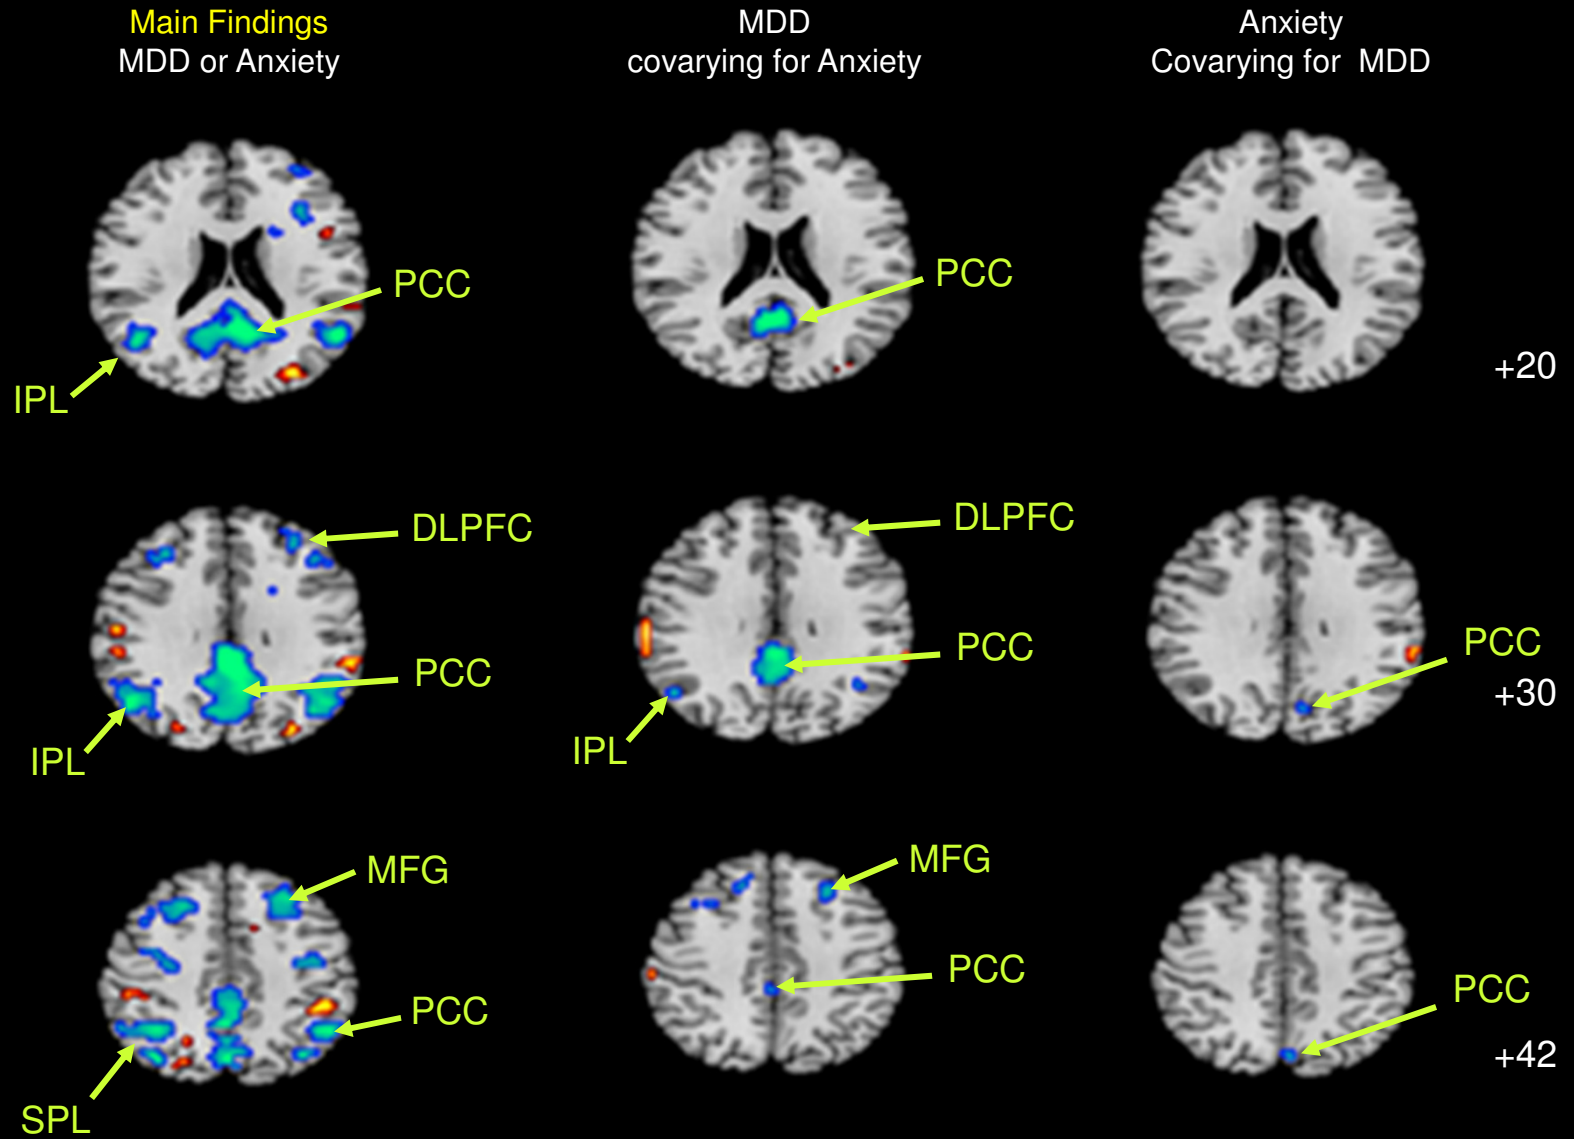 Main Findings
MDD or Anxiety
MDD
covarying for Anxiety
Anxiety
Covarying for MDD
PCC
IPL
PCC
+20
DLPFC
PCC
IPL
DLPFC
PCC
IPL
PCC
+30
MFG
PCC
SPL
MFG
PCC
PCC
+42